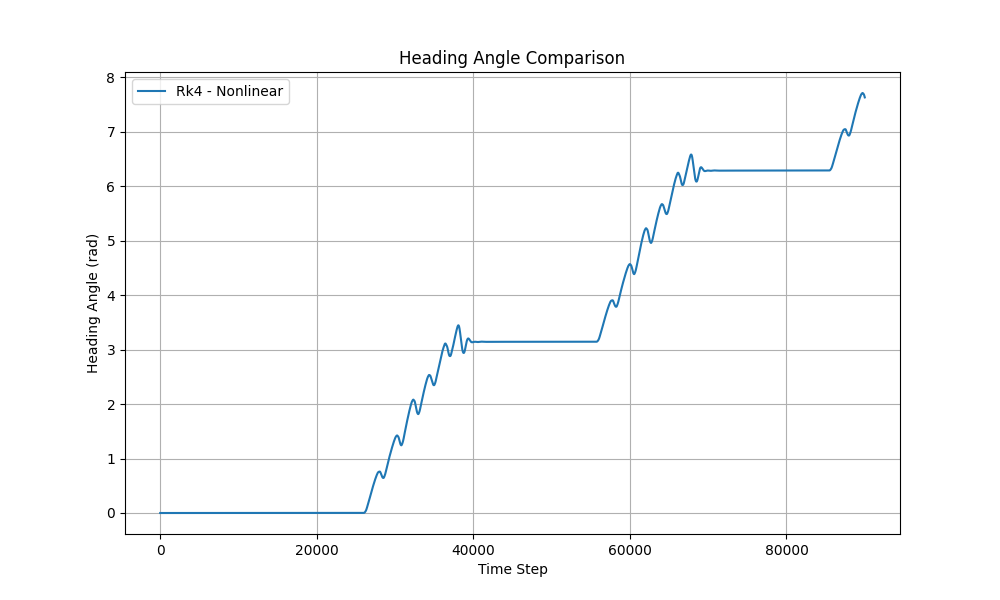 Heading Angle Comparison
Rk4 - Nonlinear
8
7
6
5
4
3
2
1
0
Heading Angle (rad)
0 20000 40000 60000 80000
Time Step